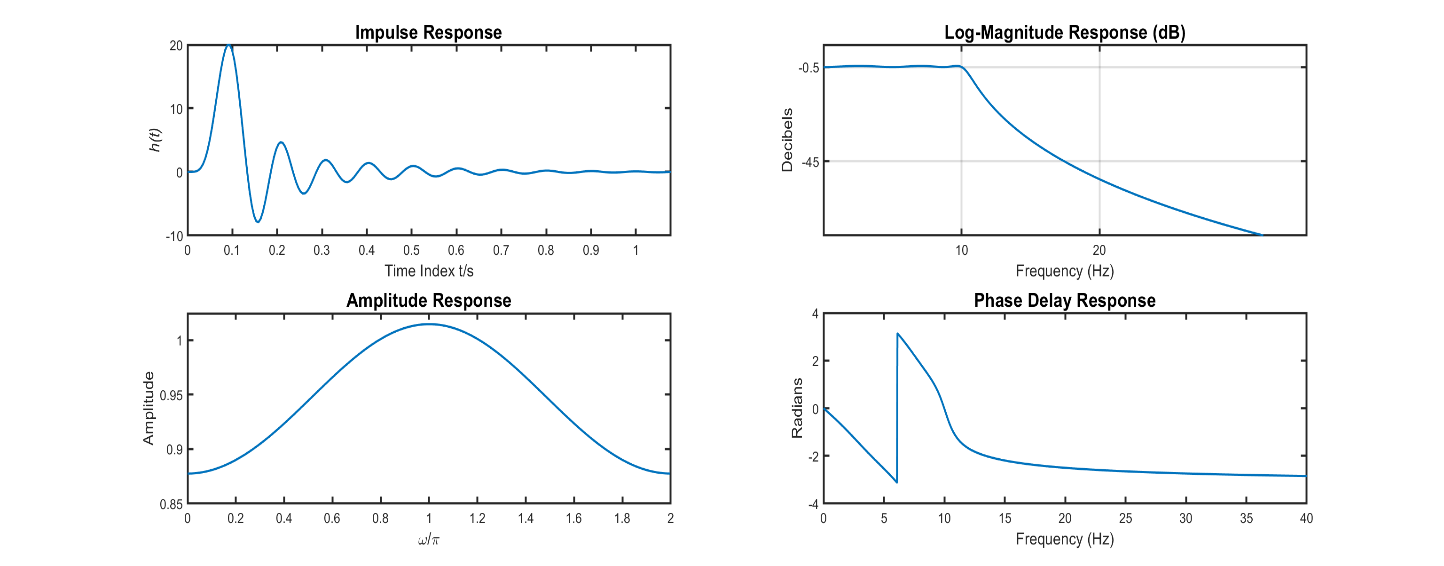 Impulse Response
20
10
0
-10
h(t)
0 0.1 0.2 0.3 0.4 0.5 0.6 0.7 0.8 0.9 1
Time Index t/s
Log-Magnitude Response (dB)
-0.5
-45
Decibels
10 20
Frequency (Hz)
Amplitude Response
1
0.95
0.9
0.85
Amplitude
0 0.2 0.4 0.6 0.8 1 1.2 1.4 1.6 1.8 2
ω/π
Phase Delay Response
4
2
0
-2
-4
Radians
0 5 10 15 20 25 30 35 40
Frequency (Hz)